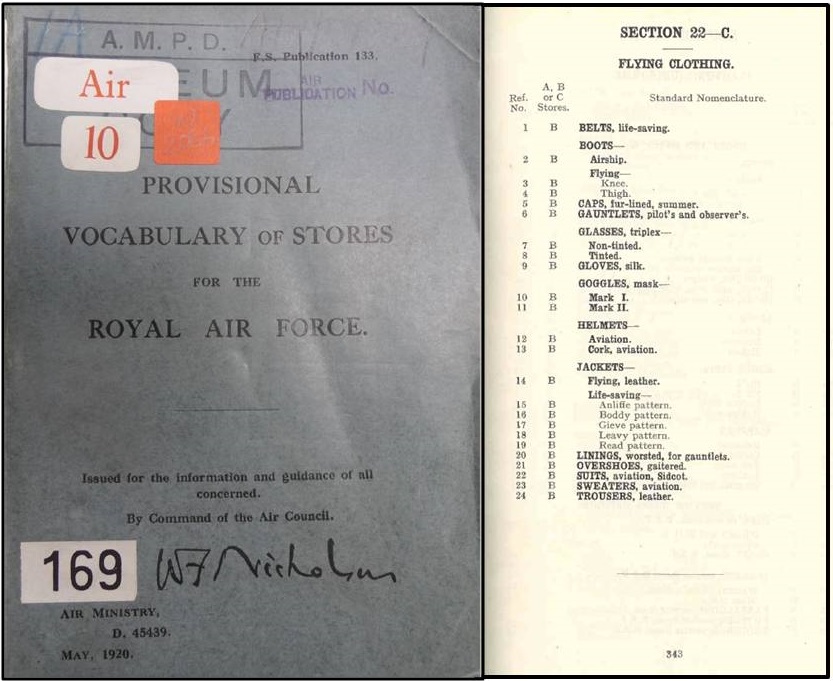 A. M. P. D.
F.S. Publication 133.
AIR
PUBLICATION No.
Air
10
PROVISIONAL
VOCABULARY OF STORES
FOR THE
ROYAL AIR FORCE.
Issued for the information and guidance of all
concerned.
By Command of the Air Council.
169
W F Nicholson
AIR MINISTRY,
D. 45439.
MAY, 1920.
SECTION 22—C.
FLYING CLOTHING.
Ref. No. A, B or C Stores. Standard Nomenclature.
1 B BELTS, life-saving.
BOOTS—
2 B Airship.
Flying—
3 B Knee.
4 B Thigh.
5 B CAPS, fur-lined, summer.
6 B GAUNTLETS, pilot's and observer's.
GLASSES, triplex—
7 B Non-tinted.
8 B Tinted.
9 B GLOVES, silk.
GOGGLES, mask—
10 B Mark I.
11 B Mark II.
HELMETS—
12 B Aviation.
13 B Cork, aviation.
JACKETS—
14 B Flying, leather.
Life-saving—
15 B Anliffe pattern.
16 B Boddy pattern.
17 B Gieve pattern.
18 B Leavy pattern.
19 B Read pattern.
20 B LININGS, worsted, for gauntlets.
21 B OVERSHOES, gaitered.
22 B SUITS, aviation, Sidcot.
23 B SWEATERS, aviation.
24 B TROUSERS, leather.
343